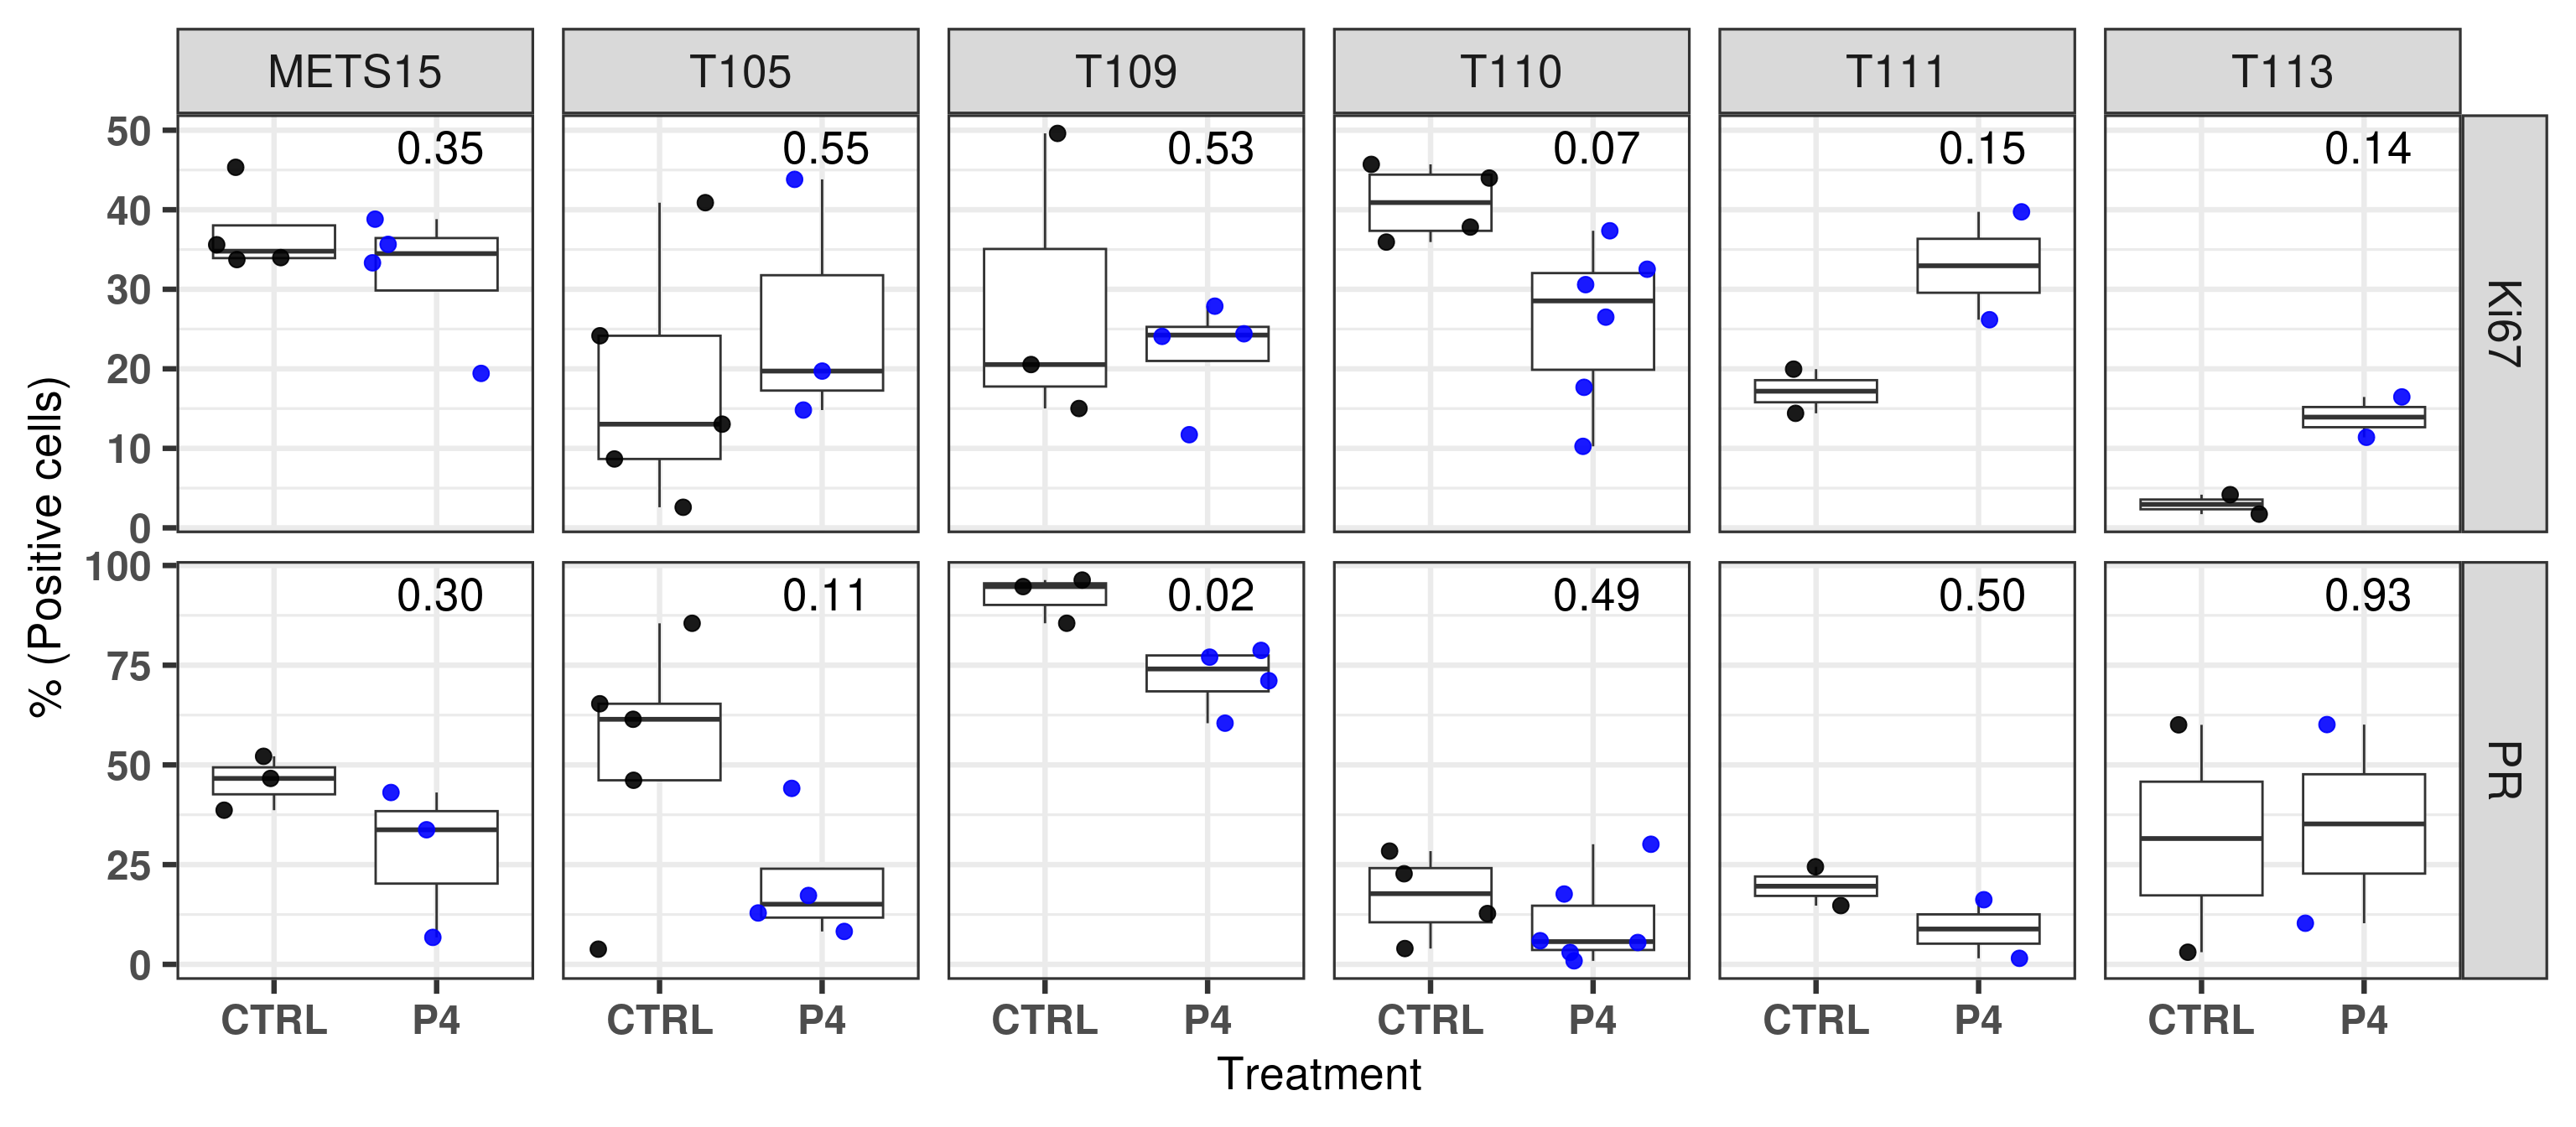 METS15 T105 T109 T110 T111 T113
50 0.35 0.55 0.53 0.07 0.15 0.14
40
30
20
10
0
Ki67
% (Positive cells)
100 0.30 0.11 0.02 0.49 0.50 0.93
75
50
25
0
PR
CTRL P4 CTRL P4 CTRL P4 CTRL P4 CTRL P4 CTRL P4
Treatment